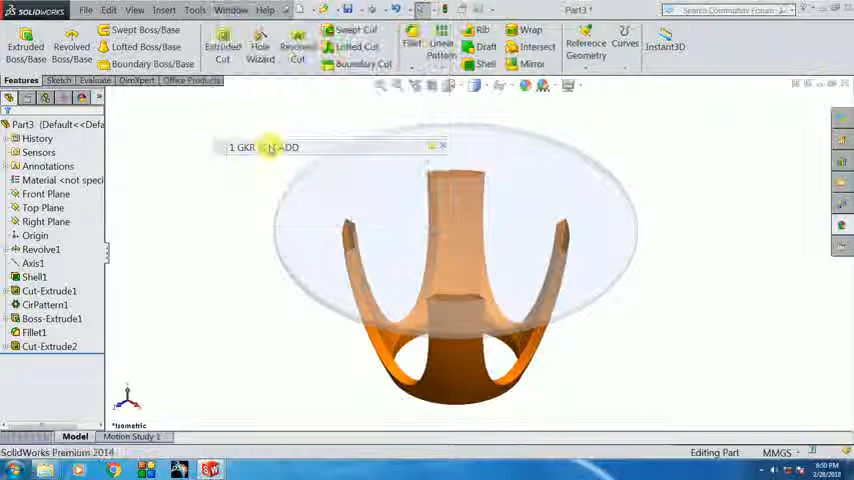 SOLIDWORKS File Edit View Insert Tools Window Help Part3 * Search Community Forum
Extruded Boss/Base
Revolved Boss/Base
Swept Boss/Base
Lofted Boss/Base
Boundary Boss/Base
Extruded Cut
Hole Wizard
Revolved Cut
Swept Cut
Lofted Cut
Boundary Cut
Fillet
Linear Pattern
Rib
Draft
Shell
Wrap
Intersect
Mirror
Reference Geometry
Curves
Instant3D
Features Sketch Evaluate DimXpert Office Products
Part3 (Default<<Defa
History
Sensors
Annotations
Material <not speci
Front Plane
Top Plane
Right Plane
Origin
Revolve1
Axis1
Shell1
Cut-Extrude1
CirPattern1
Boss-Extrude1
Fillet1
Cut-Extrude2
1 GKR
ADD
*Isometric
Model Motion Study 1
SolidWorks Premium 2014 Editing Part MMGS
8:50 PM
2/28/2018